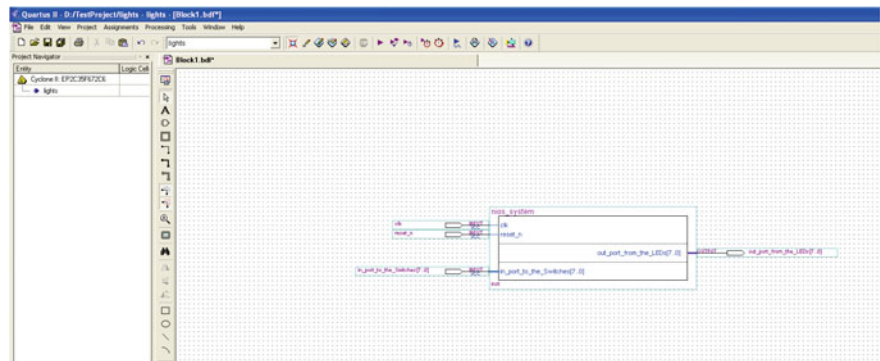 Quartus II - D:/TestProject/lights - lights - [Block1.bdf*]
File Edit View Project Assignments Processing Tools Window Help
lights
Project Navigator
Block1.bdf*
Entity Logic Cell
Cyclone II: EP2C35F672C6
lights
nios_system
clk INPUT clk
reset_n INPUT reset_n
out_port_from_the_LEDs[7..0] OUTPUT out_port_from_the_LEDs[7..0]
in_port_to_the_Switches[7..0] INPUT in_port_to_the_Switches[7..0]
inst